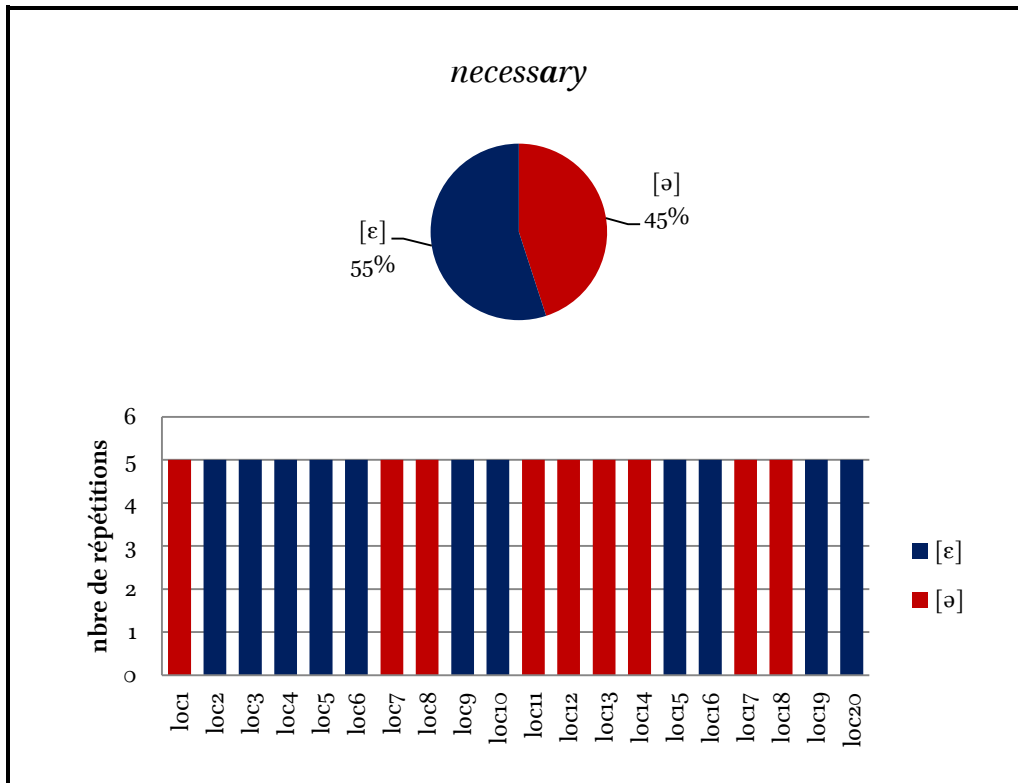 necessary
[ə]
45%
[ɛ]
55%
6
5
4
3
2
1
0
nbre de répétitions
loc1 loc2 loc3 loc4 loc5 loc6 loc7 loc8 loc9 loc10 loc11 loc12 loc13 loc14 loc15 loc16 loc17 loc18 loc19 loc20
[ɛ]
[ə]